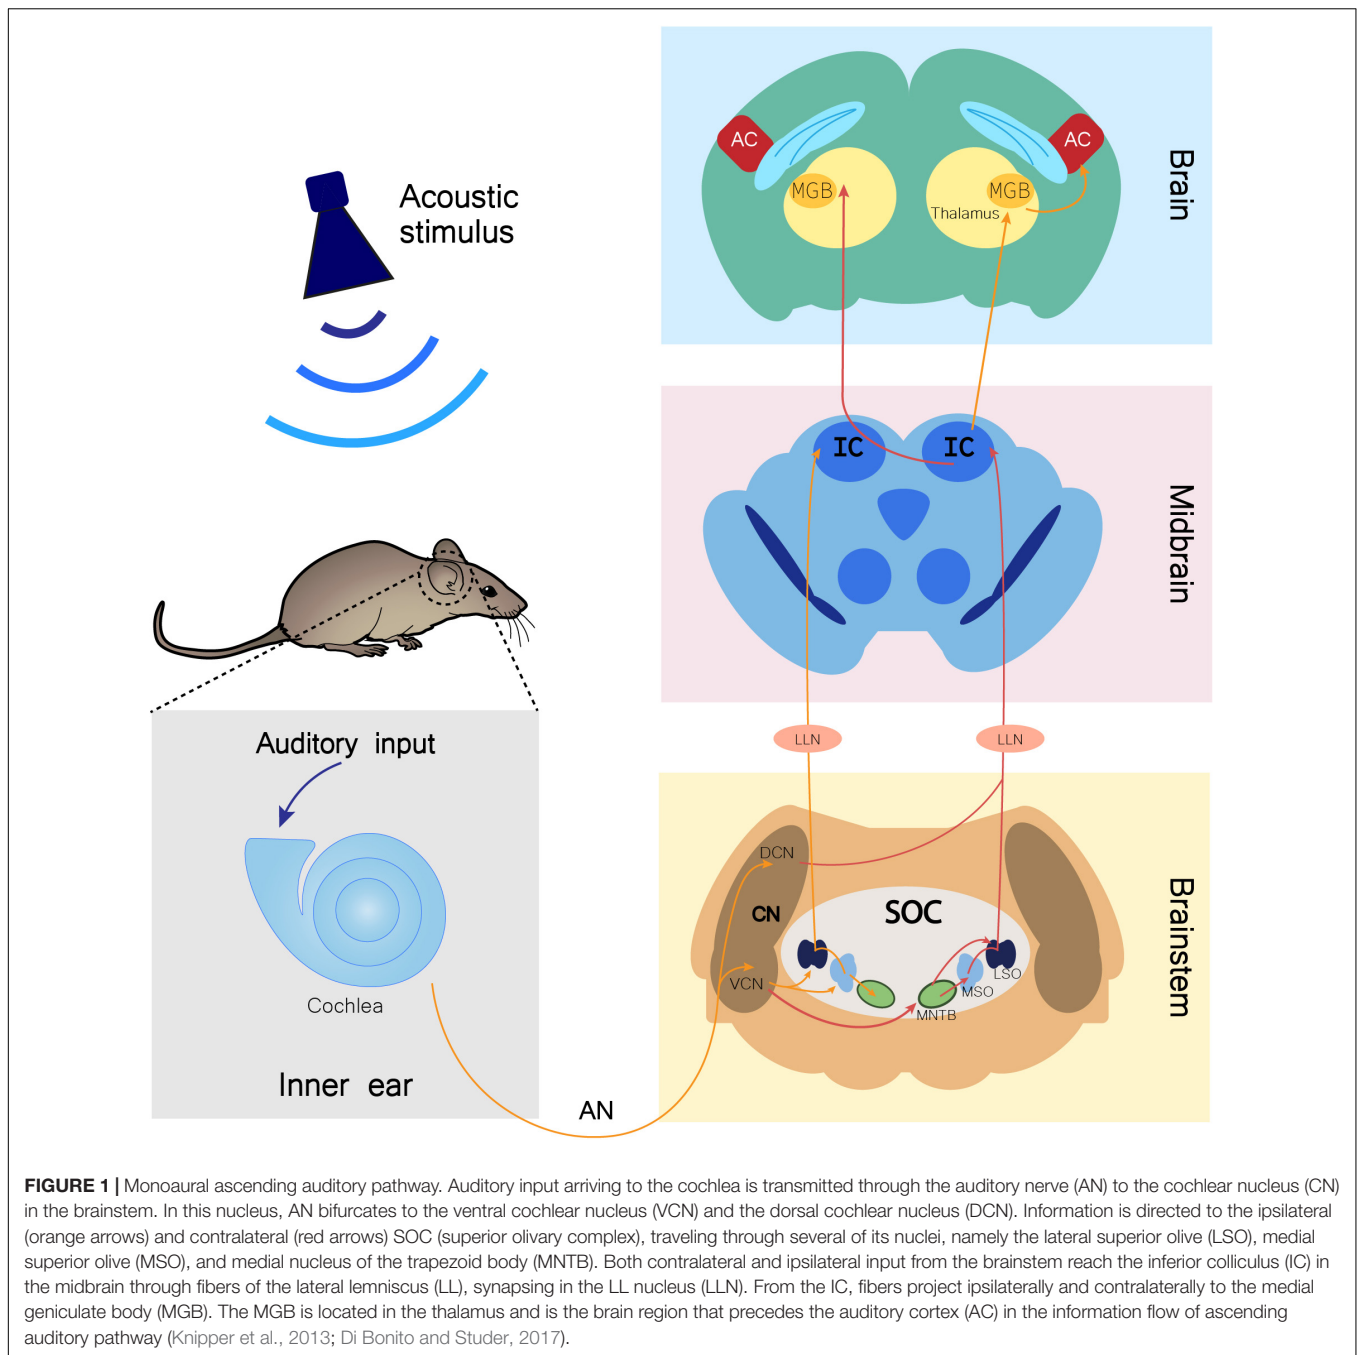 Acoustic
stimulus
Auditory input
Cochlea
Inner ear
AN
AC
AC
MGB
MGB
Thalamus
Brain
IC
IC
Midbrain
LLN
LLN
DCN
CN
SOC
VCN
LSO
MSO
MNTB
Brainstem
FIGURE 1 | Monoaural ascending auditory pathway. Auditory input arriving to the cochlea is transmitted through the auditory nerve (AN) to the cochlear nucleus (CN)
in the brainstem. In this nucleus, AN bifurcates to the ventral cochlear nucleus (VCN) and the dorsal cochlear nucleus (DCN). Information is directed to the ipsilateral
(orange arrows) and contralateral (red arrows) SOC (superior olivary complex), traveling through several of its nuclei, namely the lateral superior olive (LSO), medial
superior olive (MSO), and medial nucleus of the trapezoid body (MNTB). Both contralateral and ipsilateral input from the brainstem reach the inferior colliculus (IC) in
the midbrain through fibers of the lateral lemniscus (LL), synapsing in the LL nucleus (LLN). From the IC, fibers project ipsilaterally and contralaterally to the medial
geniculate body (MGB). The MGB is located in the thalamus and is the brain region that precedes the auditory cortex (AC) in the information flow of ascending
auditory pathway (Knipper et al., 2013; Di Bonito and Studer, 2017).